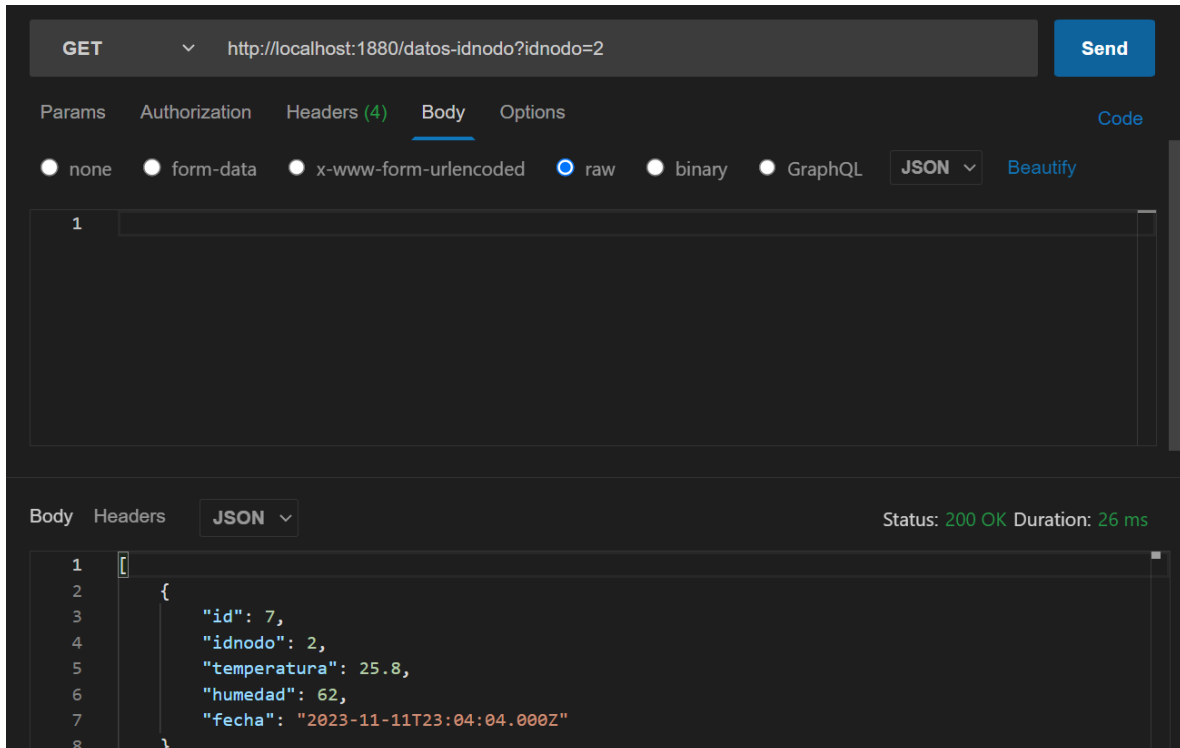 GET http://localhost:1880/datos-idnodo?idnodo=2 Send
Params Authorization Headers (4) Body Options Code
none form-data x-www-form-urlencoded raw binary GraphQL JSON Beautify
1
Body Headers JSON Status: 200 OK Duration: 26 ms
1 [
2 {
3 "id": 7,
4 "idnodo": 2,
5 "temperatura": 25.8,
6 "humedad": 62,
7 "fecha": "2023-11-11T23:04:04.000Z"
8 }